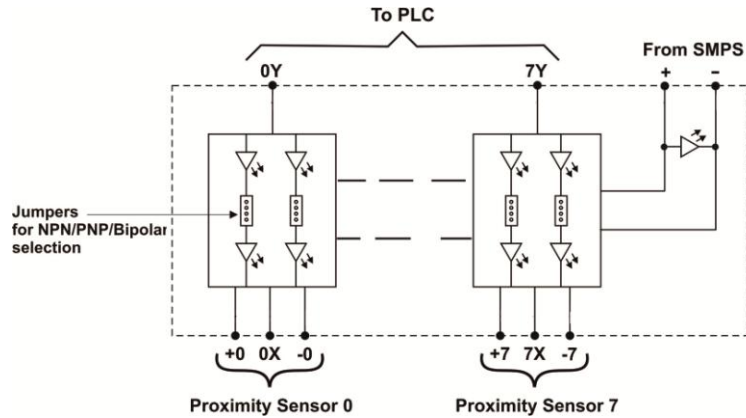 To PLC
From SMPS
0Y
7Y
+
–
Jumpers
for NPN/PNP/Bipolar
selection
+0 0X -0
+7 7X -7
Proximity Sensor 0
Proximity Sensor 7